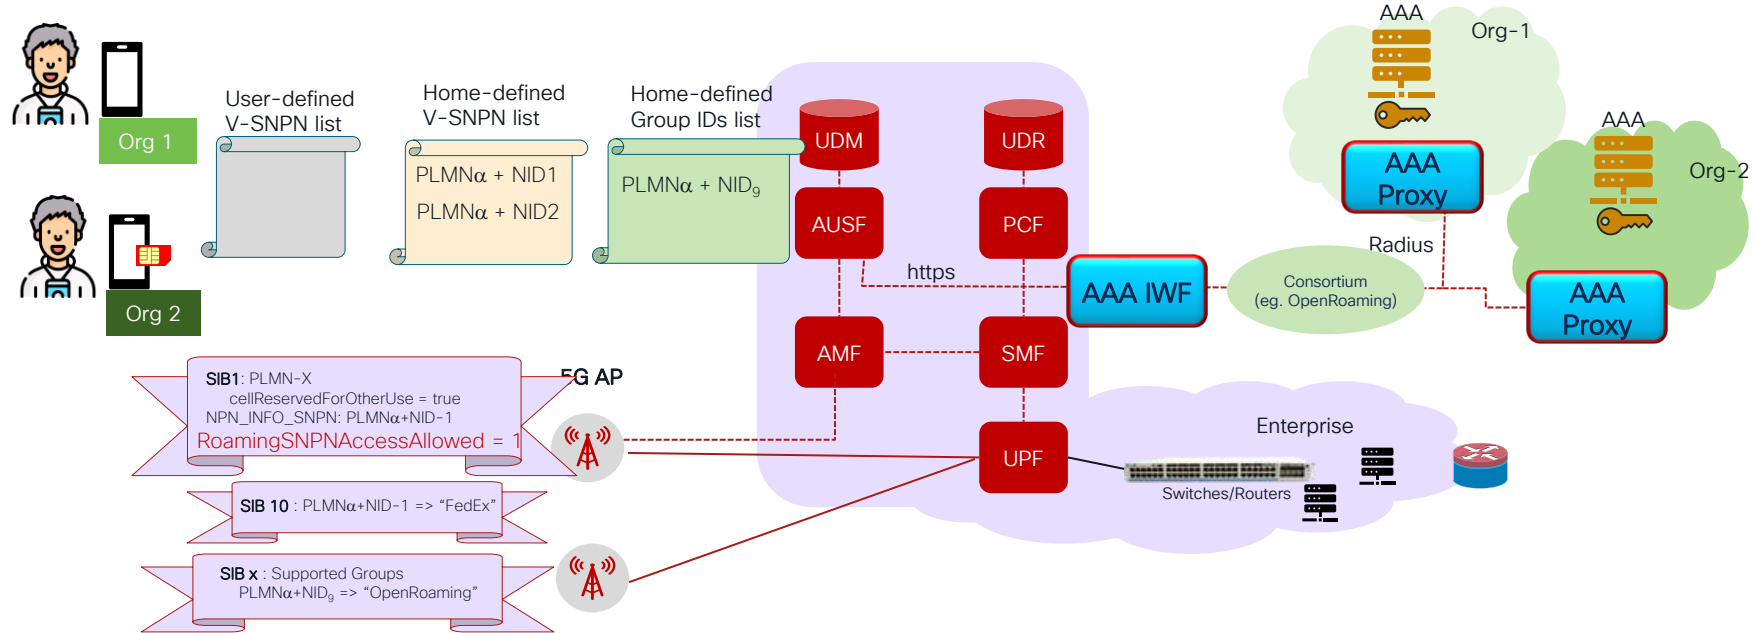 Org 1
Org 2
User-defined
V-SNPN list
Home-defined
V-SNPN list
PLMNα + NID1
PLMNα + NID2
Home-defined
Group IDs list
PLMNα + NID₉
UDM
UDR
AUSF
PCF
https
AMF
SMF
UPF
AAA IWF
Consortium
(eg. OpenRoaming)
Radius
AAA
Org-1
AAA
Proxy
AAA
Org-2
AAA
Proxy
SIB1: PLMN-X
cellReservedForOtherUse = true
NPN_INFO_SNPN: PLMNα+NID-1
RoamingSNPNAccessAllowed = 1
5G AP
SIB 10 : PLMNα+NID-1 => “FedEx”
SIB x : Supported Groups
PLMNα+NID₉ => “OpenRoaming”
Enterprise
Switches/Routers